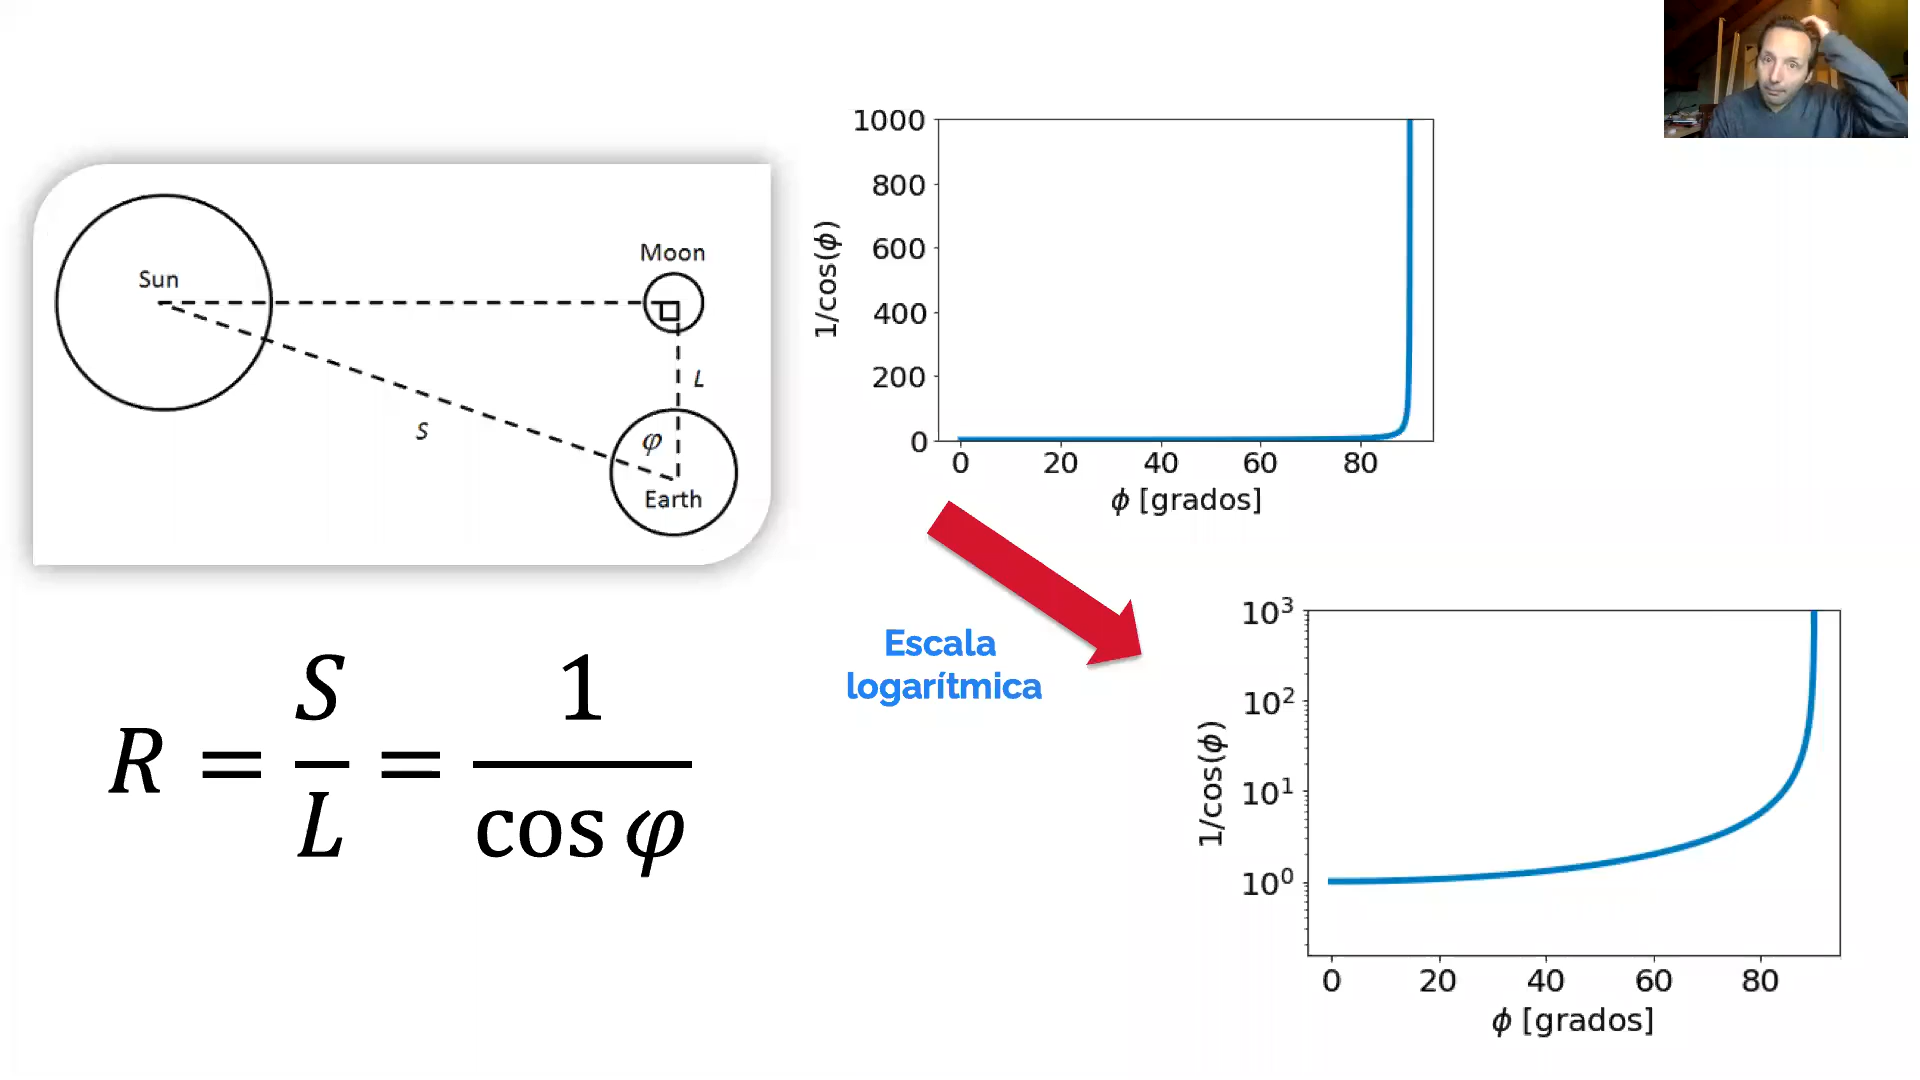 Sun
Moon
L
S
φ
Earth
R = S/L = 1/cos φ
1000
800
600
400
200
0
1/cos(ϕ)
0 20 40 60 80
ϕ [grados]
Escala
logarítmica
10³
10²
10¹
10⁰
1/cos(ϕ)
0 20 40 60 80
ϕ [grados]